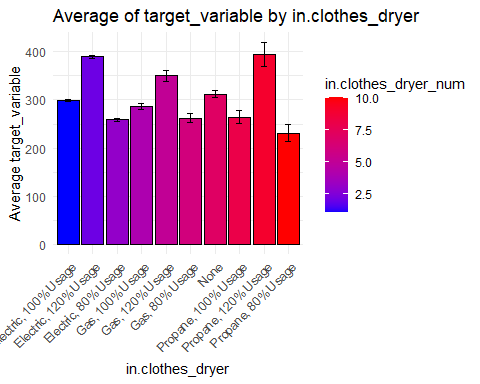 Average of target_variable by in.clothes_dryer
Average target_variable
400
300
200
100
0
lectric, 100% Usage
Electric, 120% Usage
Electric, 80% Usage
Gas, 100% Usage
Gas, 120% Usage
Gas, 80% Usage
None
Propane, 100% Usage
Propane, 120% Usage
Propane, 80% Usage
in.clothes_dryer
in.clothes_dryer_num
10.0
7.5
5.0
2.5